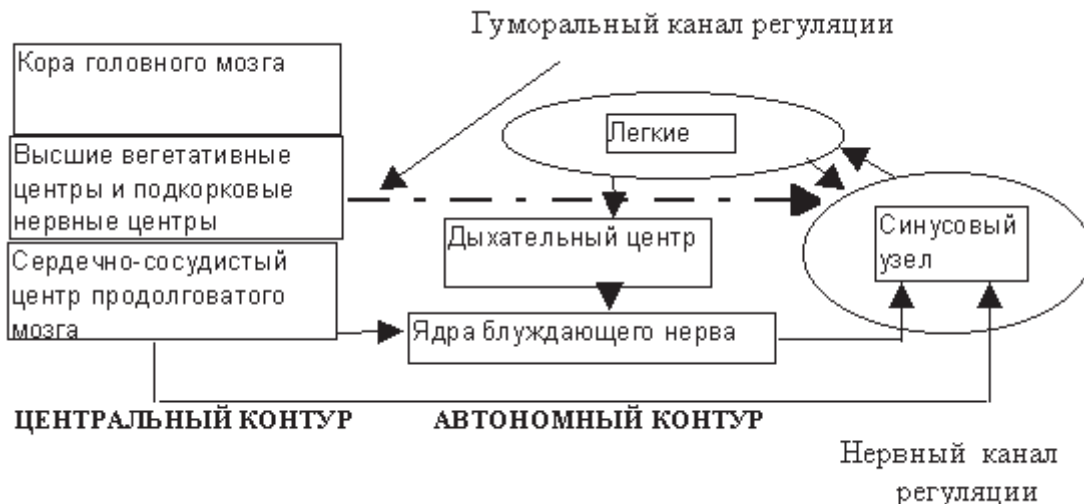 Гуморальный канал регуляции
Кора головного мозга
Легкие
Высшие вегетативные
центры и подкорковые
нервные центры
Дыхательный центр
Синусовый
узел
Сердечно-сосудистый
центр продолговатого
мозга
Ядра блуждающего нерва
ЦЕНТРАЛЬНЫЙ КОНТУР
АВТОНОМНЫЙ КОНТУР
Нервный канал
регуляции